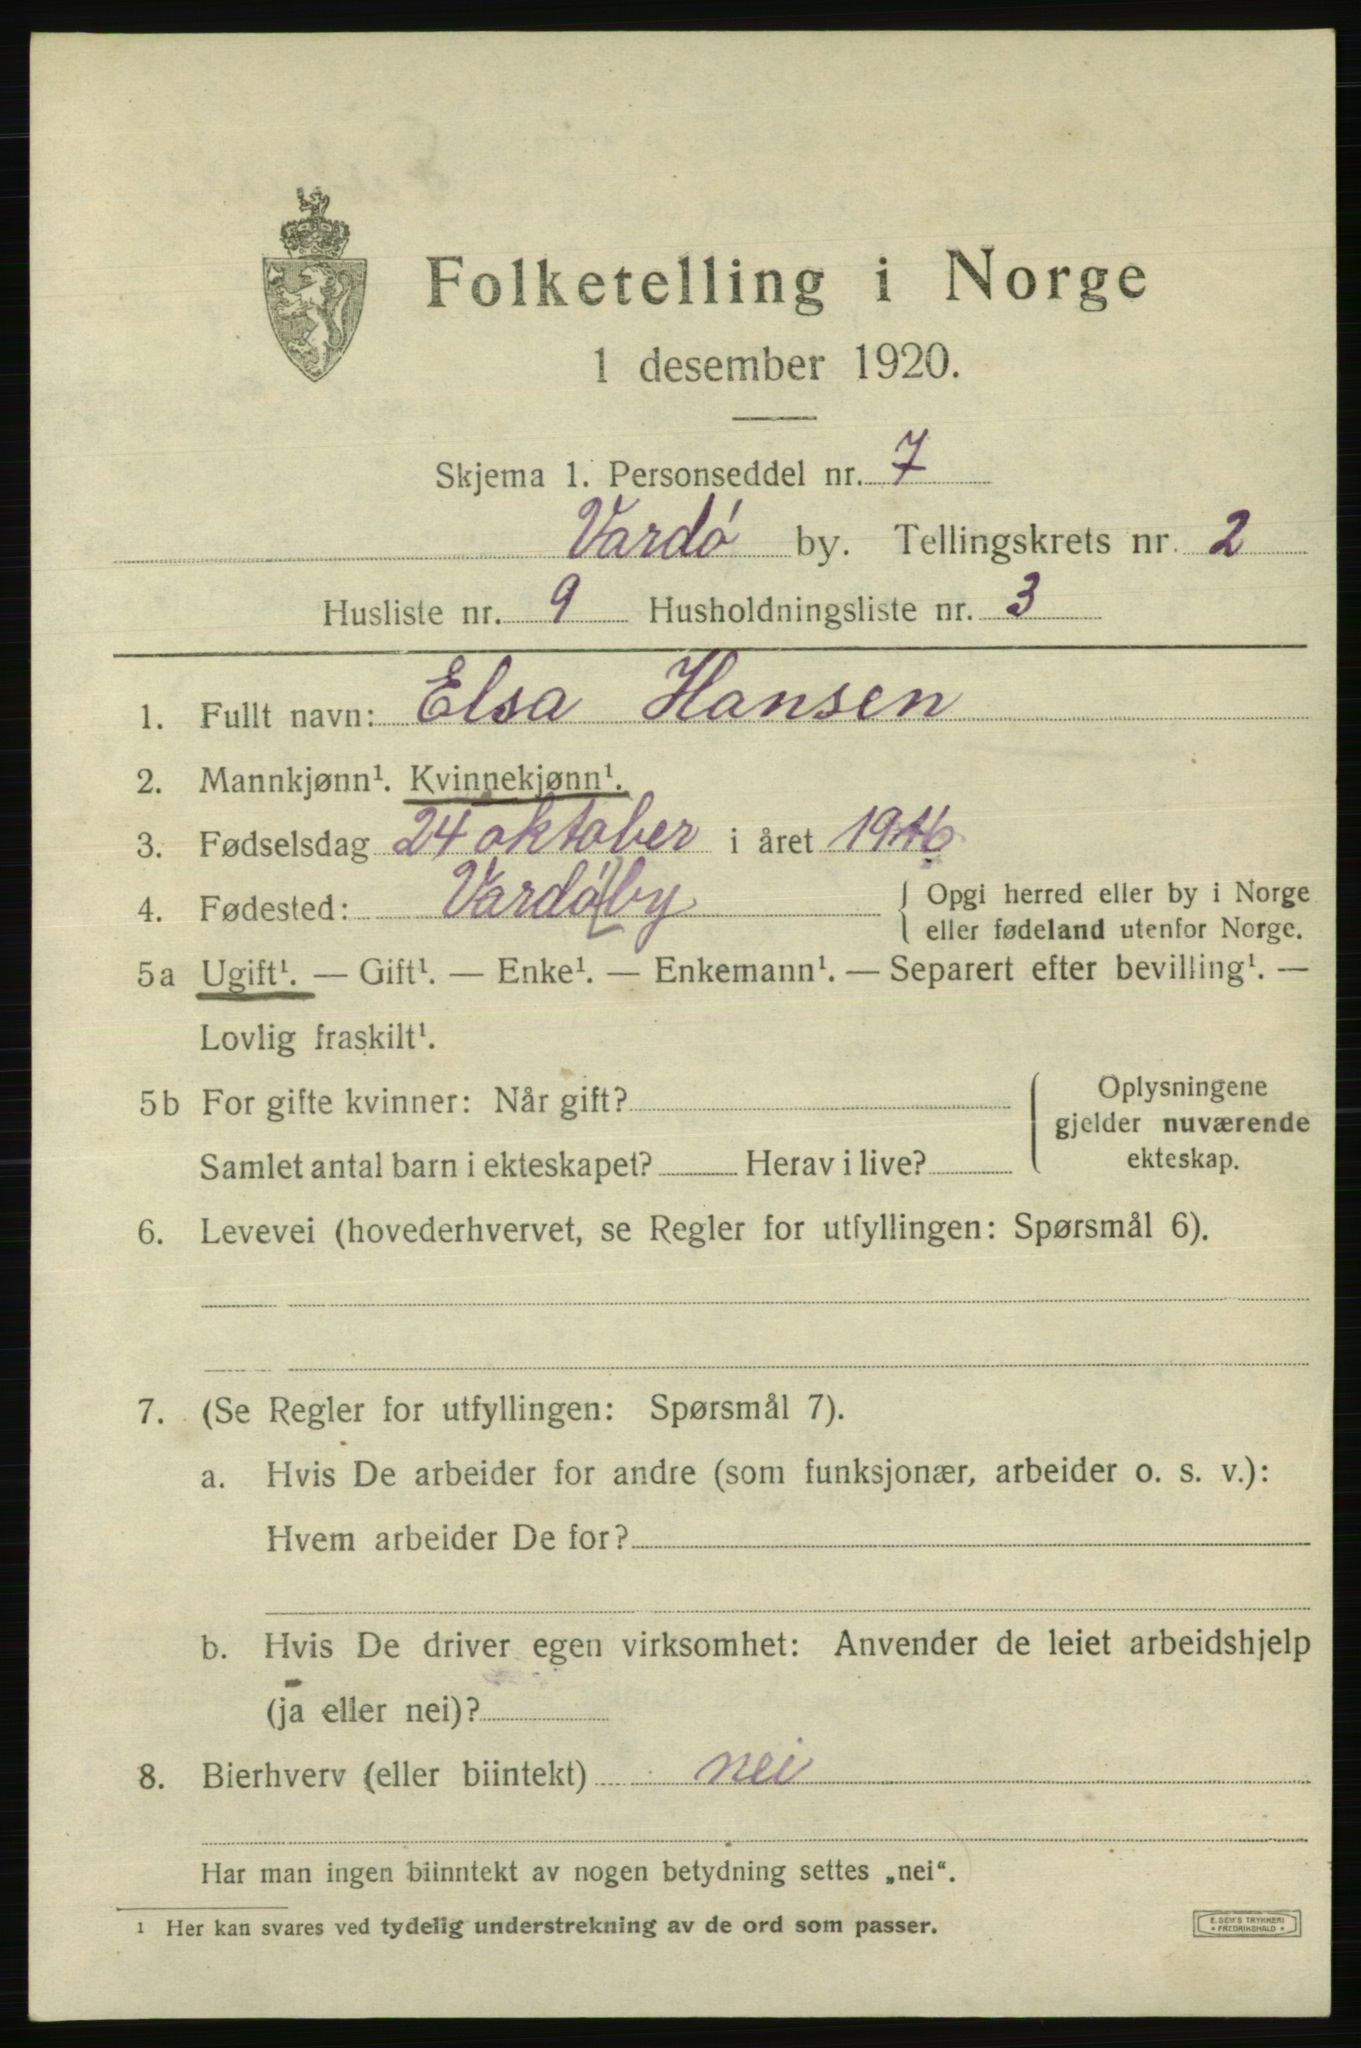 Folketelling i Norge
1 desember 1920.
Skjema 1. Personseddel nr. 7
Vardø by. Tellingskrets nr. 2
Husliste nr. 9 Husholdningsliste nr. 3
1. Fullt navn: Elsa Hansen
2. Mannkjønn¹. Kvinnekjønn¹.
3. Fødselsdag 24 oktober i året 1916
4. Fødested: Vardø by { Opgi herred eller by i Norge
eller fødeland utenfor Norge.
5a Ugift¹. — Gift¹. — Enke¹. — Enkemann¹. — Separert efter bevilling¹. —
Lovlig fraskilt¹.
5b For gifte kvinner: Når gift?
Samlet antal barn i ekteskapet? Herav i live?
{ Oplysningene
gjelder nuværende
ekteskap.
6. Levevei (hovederhvervet, se Regler for utfyllingen: Spørsmål 6).
7. (Se Regler for utfyllingen: Spørsmål 7).
a. Hvis De arbeider for andre (som funksjonær, arbeider o. s. v.):
Hvem arbeider De for?
b. Hvis De driver egen virksomhet: Anvender de leiet arbeidshjelp
(ja eller nei)?
8. Bierhverv (eller biintekt) nei
Har man ingen biinntekt av nogen betydning settes „nei“.
¹ Her kan svares ved tydelig understrekning av de ord som passer.
E. SEM'S TRYKKERI
* FREDRIKSHALD *